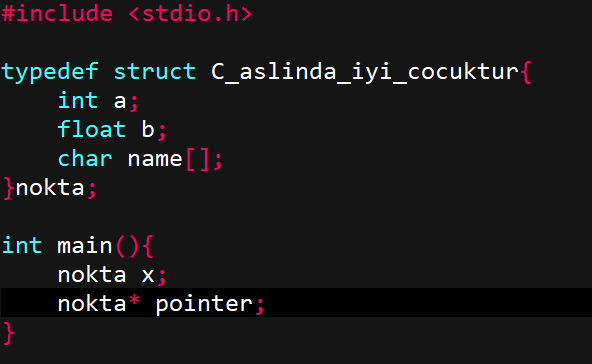 #include <stdio.h>
typedef struct C_aslinda_iyi_cocuktur{
    int a;
    float b;
    char name[];
}nokta;
int main(){
    nokta x;
    nokta* pointer;
}